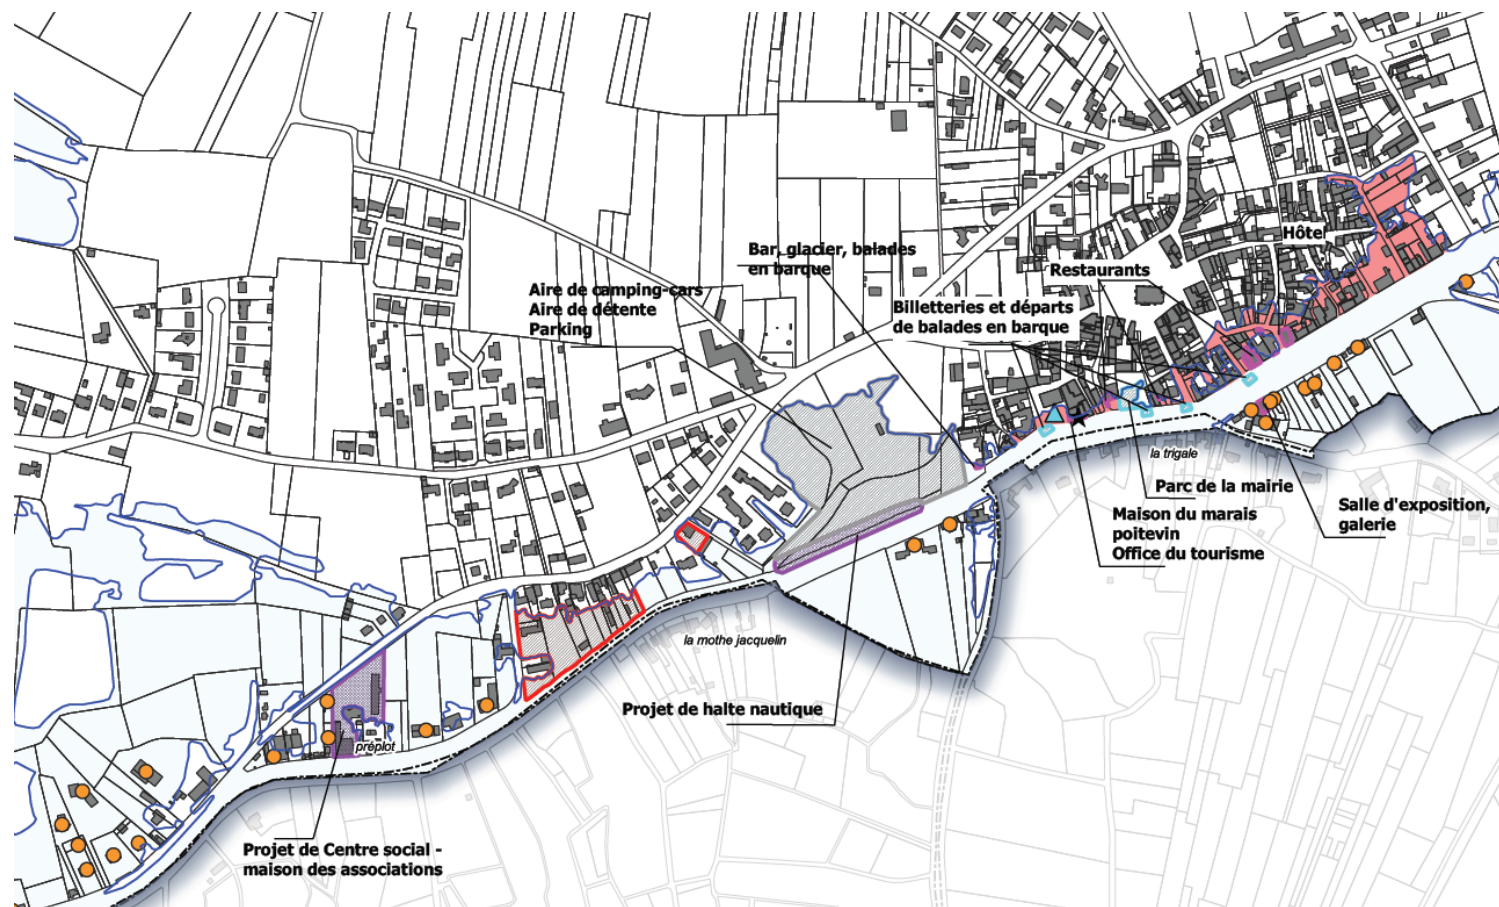 Hôtel
Bar, glacier, balades
en barque
Restaurants
Aire de camping-cars
Aire de détente
Parking
Billetteries et départs
de balades en barque
la trigale
Parc de la mairie
Salle d'exposition,
galerie
Maison du marais
poitevin
Office du tourisme
la mothe jacquelin
Projet de halte nautique
préplot
Projet de Centre social -
maison des associations